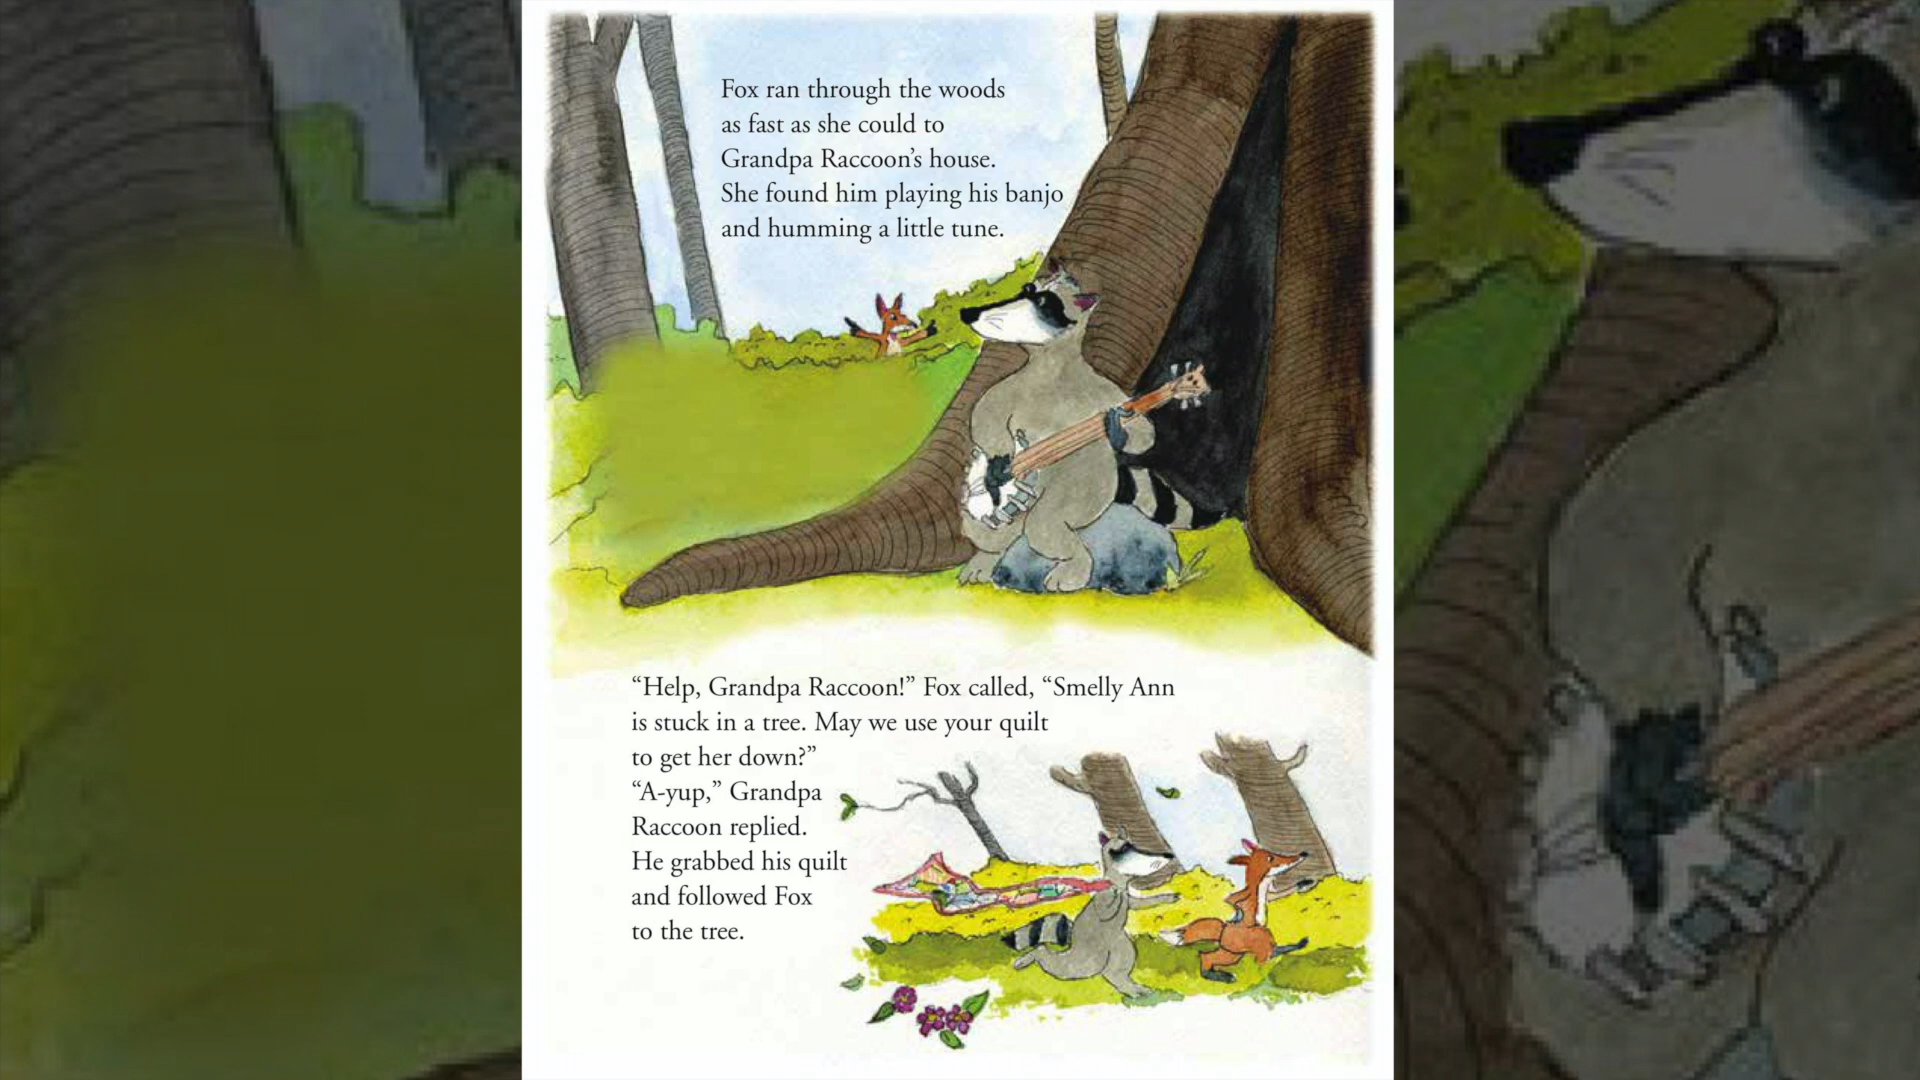 Fox ran through the woods
as fast as she could to
Grandpa Raccoon’s house.
She found him playing his banjo
and humming a little tune.
“Help, Grandpa Raccoon!” Fox called, “Smelly Ann
is stuck in a tree. May we use your quilt
to get her down?”
“A-yup,” Grandpa
Raccoon replied.
He grabbed his quilt
and followed Fox
to the tree.